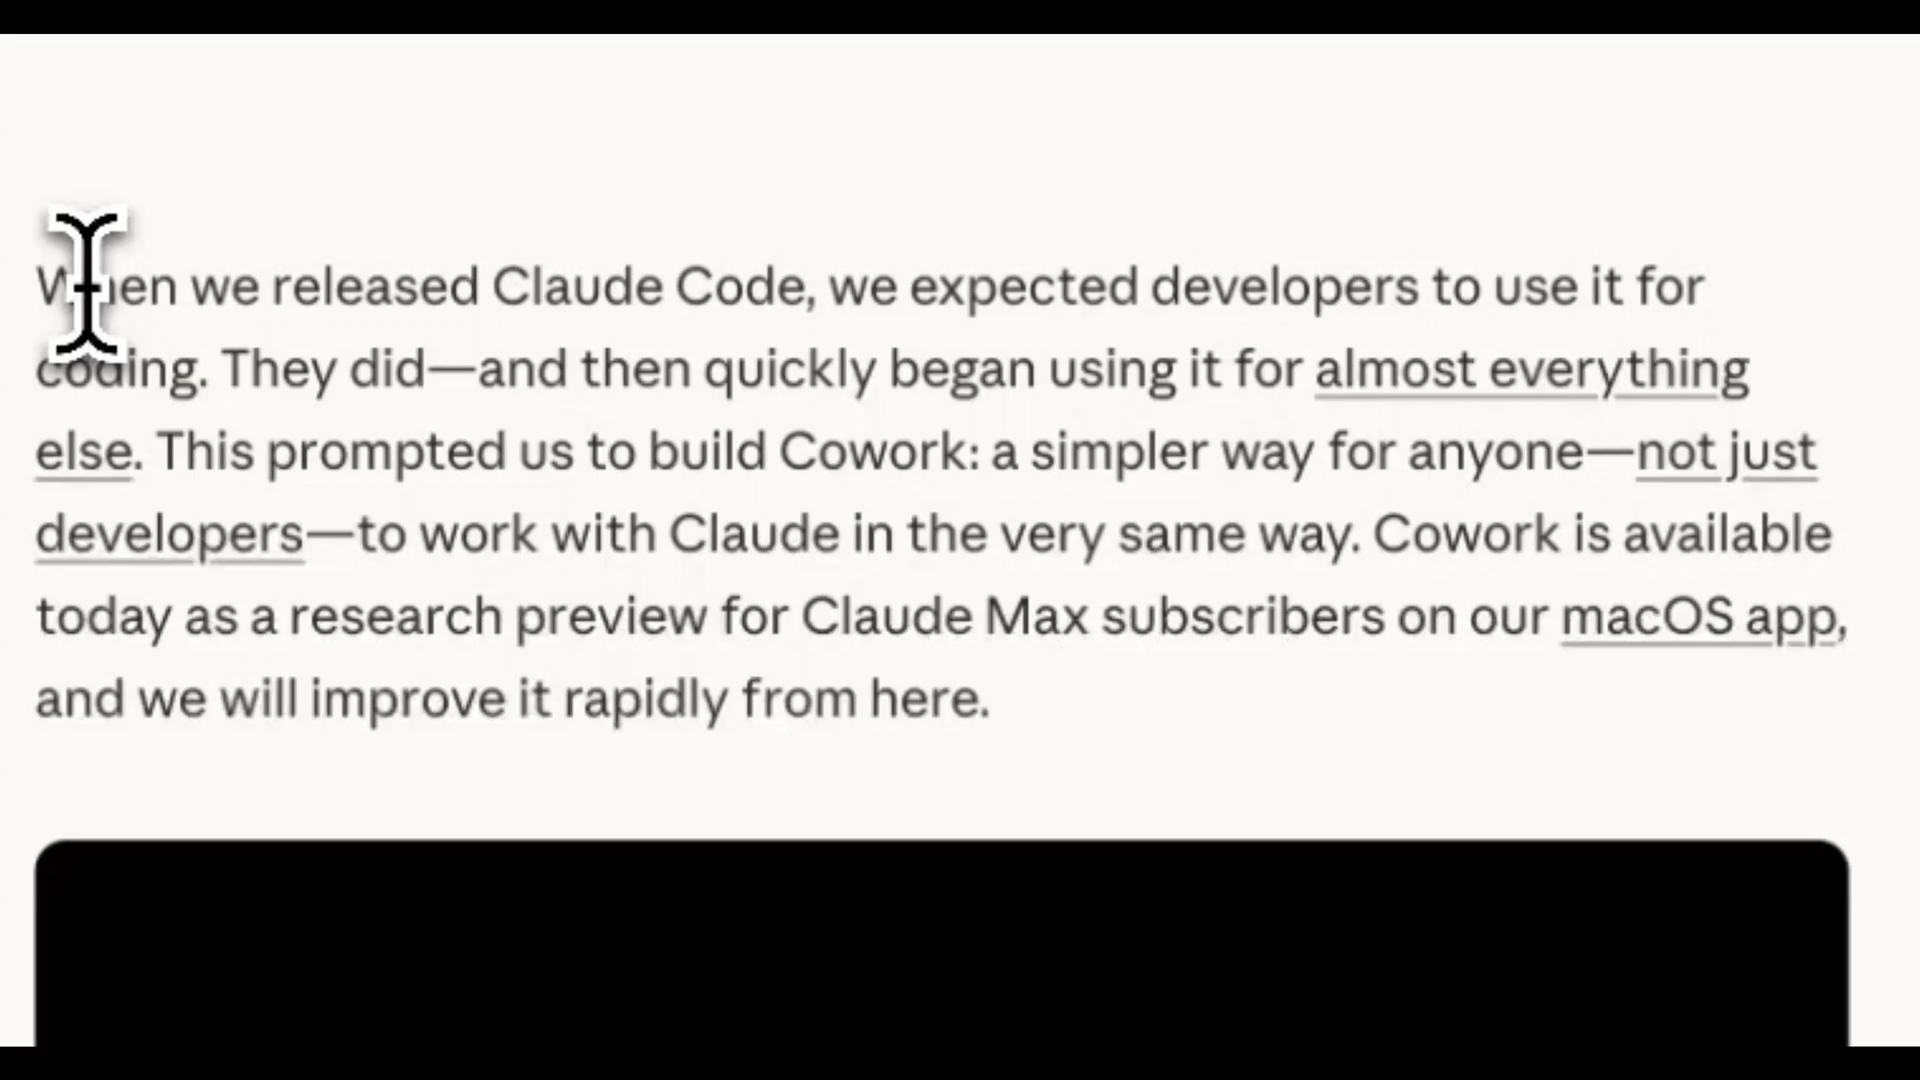 When we released Claude Code, we expected developers to use it for
coding. They did—and then quickly began using it for almost everything
else. This prompted us to build Cowork: a simpler way for anyone—not just
developers—to work with Claude in the very same way. Cowork is available
today as a research preview for Claude Max subscribers on our macOS app,
and we will improve it rapidly from here.